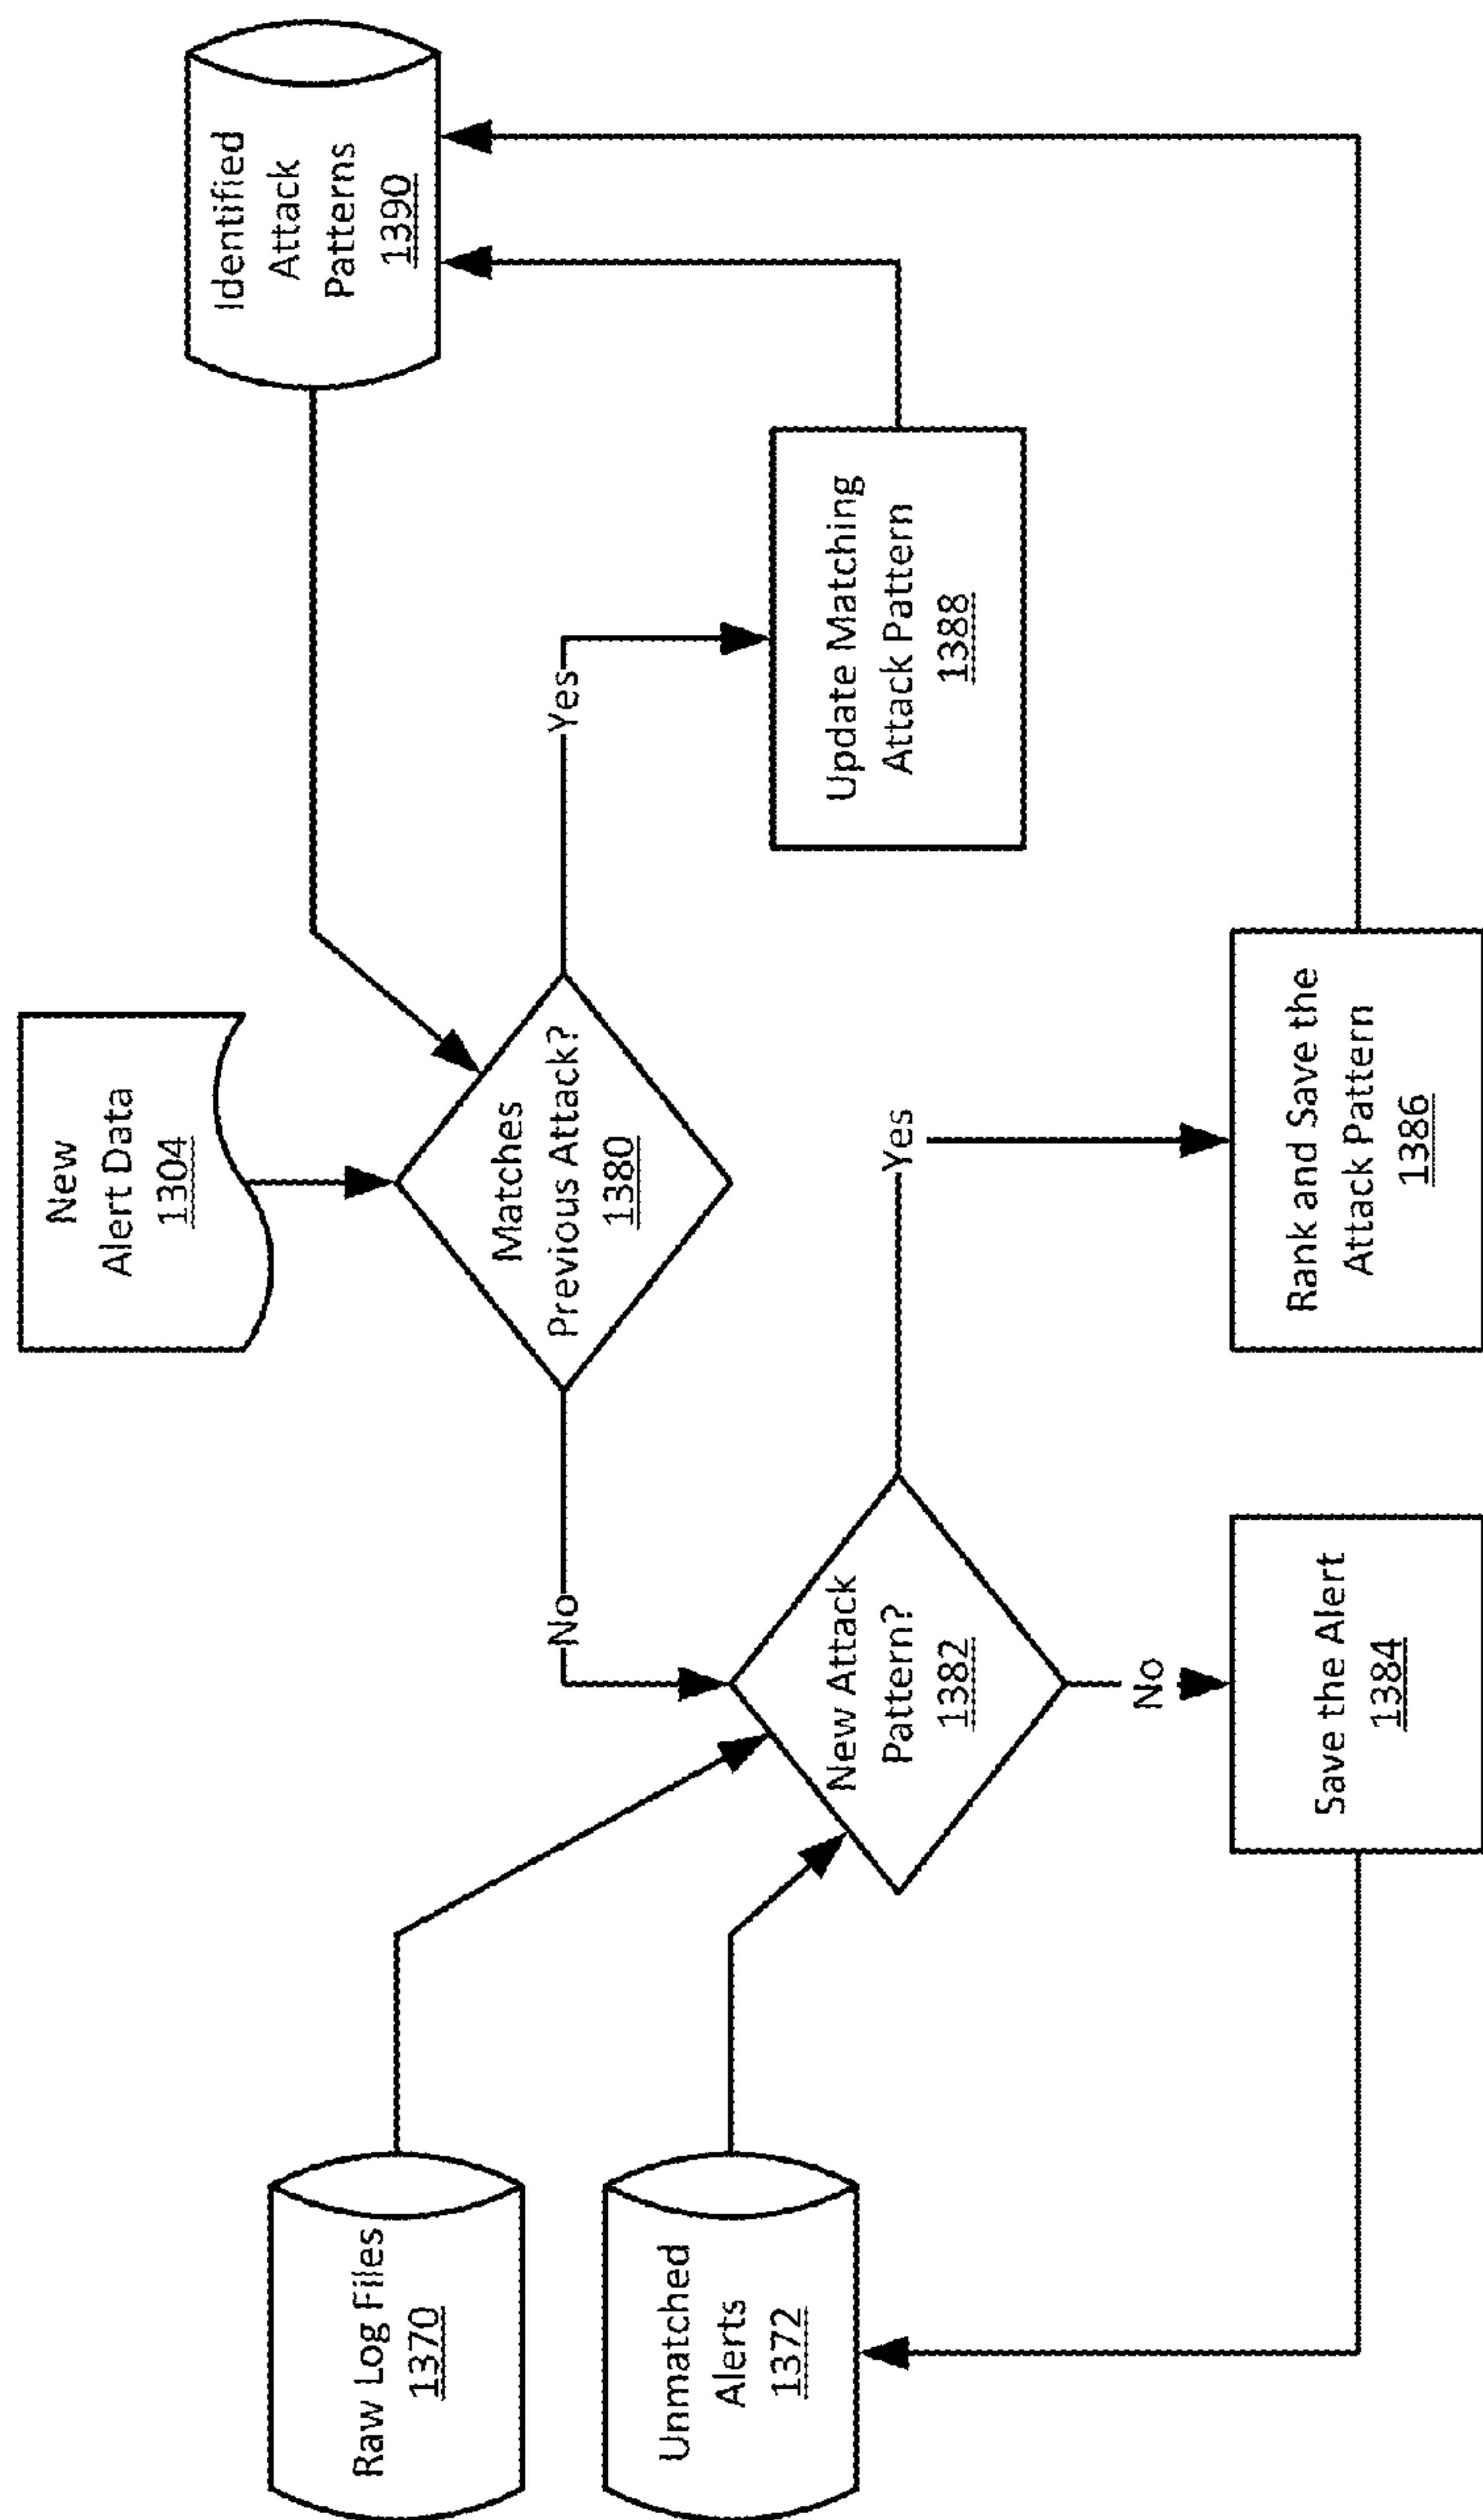 New
Alert Data
1304
Identified
Attack
Patterns
1390
Raw Log Files
1370
Matches
Previous Attack?
1380
No
Yes
Unmatched
Alerts
1372
New Attack
Pattern?
1382
Yes
Update Matching
Attack Pattern
1388
No
Save the Alert
1384
Rank and Save the
Attack Pattern
1386